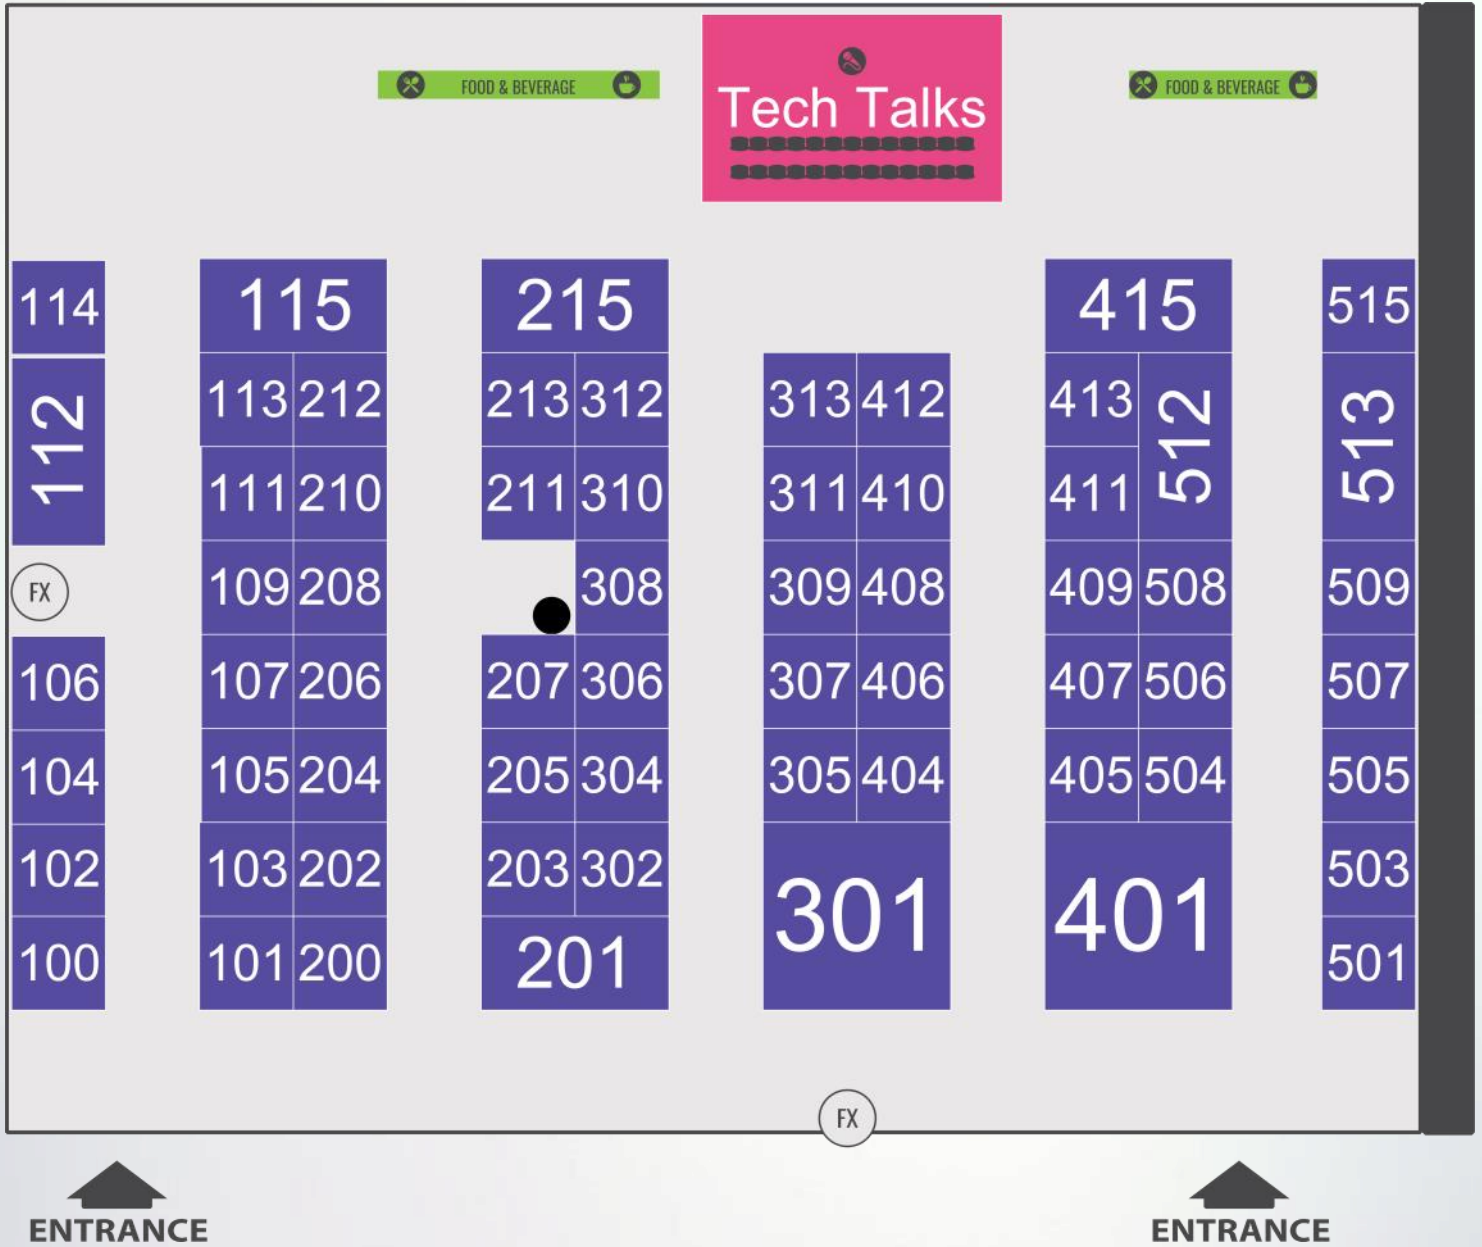 FOOD & BEVERAGE
Tech Talks
FOOD & BEVERAGE
114 115 215 415 515
112 113 212 213 312 313 412 413 512 513
111 210 211 310 311 410 411
FX 109 208 308 309 408 409 508 509
106 107 206 207 306 307 406 407 506 507
104 105 204 205 304 305 404 405 504 505
102 103 202 203 302 301 401 503
100 101 200 201 501
FX
ENTRANCE ENTRANCE